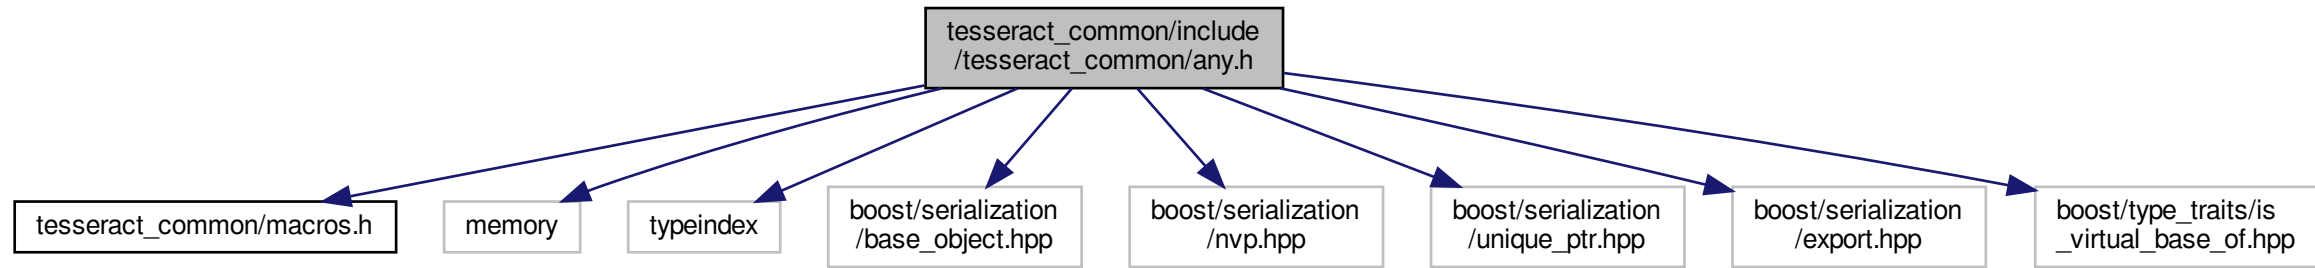 tesseract_common/include
/tesseract_common/any.h
tesseract_common/macros.h
memory
typeindex
boost/serialization
/base_object.hpp
boost/serialization
/nvp.hpp
boost/serialization
/unique_ptr.hpp
boost/serialization
/export.hpp
boost/type_traits/is
_virtual_base_of.hpp